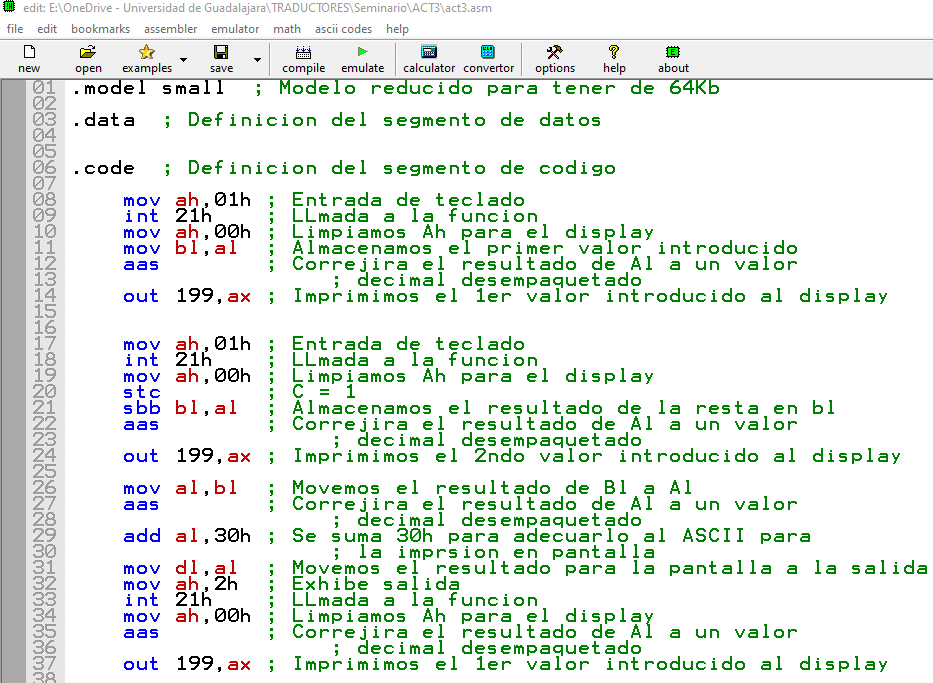 edit: E:\OneDrive - Universidad de Guadalajara\TRADUCTORES\Seminario\ACT3\act3.asm
file edit bookmarks assembler emulator math ascii codes help
new open examples save compile emulate calculator convertor options help about
01 .model small ; Modelo reducido para tener de 64Kb
02
03 .data ; Definicion del segmento de datos
04
05
06 .code ; Definicion del segmento de codigo
07
08 mov ah,01h ; Entrada de teclado
09 int 21h ; LLmada a la funcion
10 mov ah,00h ; Limpiamos Ah para el display
11 mov bl,al ; Almacenamos el primer valor introducido
12 aas ; Correjira el resultado de Al a un valor
13 ; decimal desempaquetado
14 out 199,ax ; Imprimimos el 1er valor introducido al display
15
16
17 mov ah,01h ; Entrada de teclado
18 int 21h ; LLmada a la funcion
19 mov ah,00h ; Limpiamos Ah para el display
20 stc ; C = 1
21 sbb bl,al ; Almacenamos el resultado de la resta en bl
22 aas ; Correjira el resultado de Al a un valor
23 ; decimal desempaquetado
24 out 199,ax ; Imprimimos el 2ndo valor introducido al display
25
26 mov al,bl ; Movemos el resultado de Bl a Al
27 aas ; Correjira el resultado de Al a un valor
28 ; decimal desempaquetado
29 add al,30h ; Se suma 30h para adecuarlo al ASCII para
30 ; la imprsion en pantalla
31 mov dl,al ; Movemos el resultado para la pantalla a la salida
32 mov ah,2h ; Exhibe salida
33 int 21h ; LLmada a la funcion
34 mov ah,00h ; Limpiamos Ah para el display
35 aas ; Correjira el resultado de Al a un valor
36 ; decimal desempaquetado
37 out 199,ax ; Imprimimos el 1er valor introducido al display
38